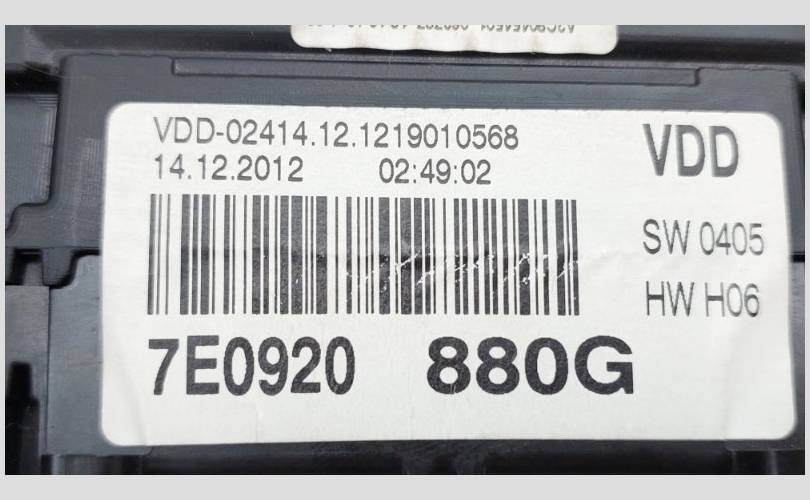 VDD-02414.12.1219010568
14.12.2012 02:49:02
VDD
SW 0405
HW H06
7E0920 880G